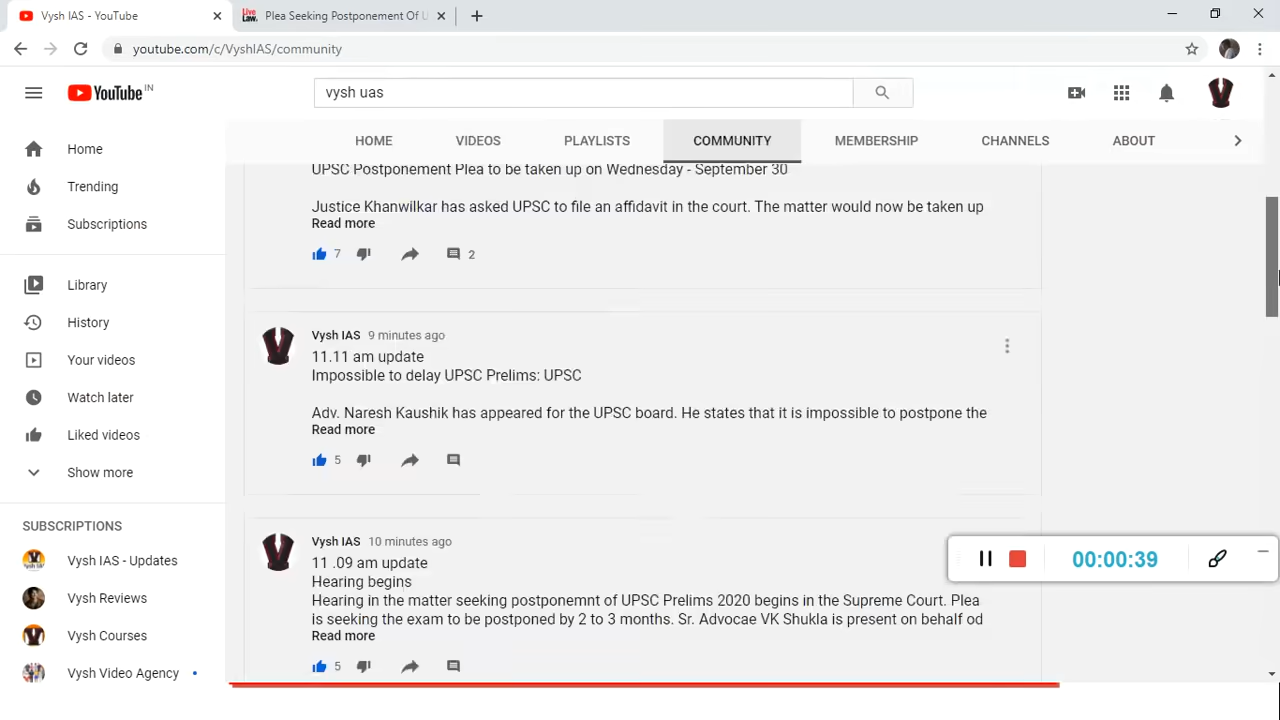 Vysh IAS - YouTube
Live Law. Plea Seeking Postponement Of U
youtube.com/c/VyshIAS/community
YouTube IN
vysh uas
HOME VIDEOS PLAYLISTS COMMUNITY MEMBERSHIP CHANNELS ABOUT
Home
Trending
Subscriptions
Library
History
Your videos
Watch later
Liked videos
Show more
SUBSCRIPTIONS
Vysh IAS - Updates
Vysh Reviews
Vysh Courses
Vysh Video Agency
UPSC Postponement Plea to be taken up on Wednesday - September 30
Justice Khanwilkar has asked UPSC to file an affidavit in the court. The matter would now be taken up
Read more
7 2
Vysh IAS 9 minutes ago
11.11 am update
Impossible to delay UPSC Prelims: UPSC
Adv. Naresh Kaushik has appeared for the UPSC board. He states that it is impossible to postpone the
Read more
5
Vysh IAS 10 minutes ago
11 .09 am update
Hearing begins
Hearing in the matter seeking postponemnt of UPSC Prelims 2020 begins in the Supreme Court. Plea
is seeking the exam to be postponed by 2 to 3 months. Sr. Advocae VK Shukla is present on behalf od
Read more
5
00:00:39